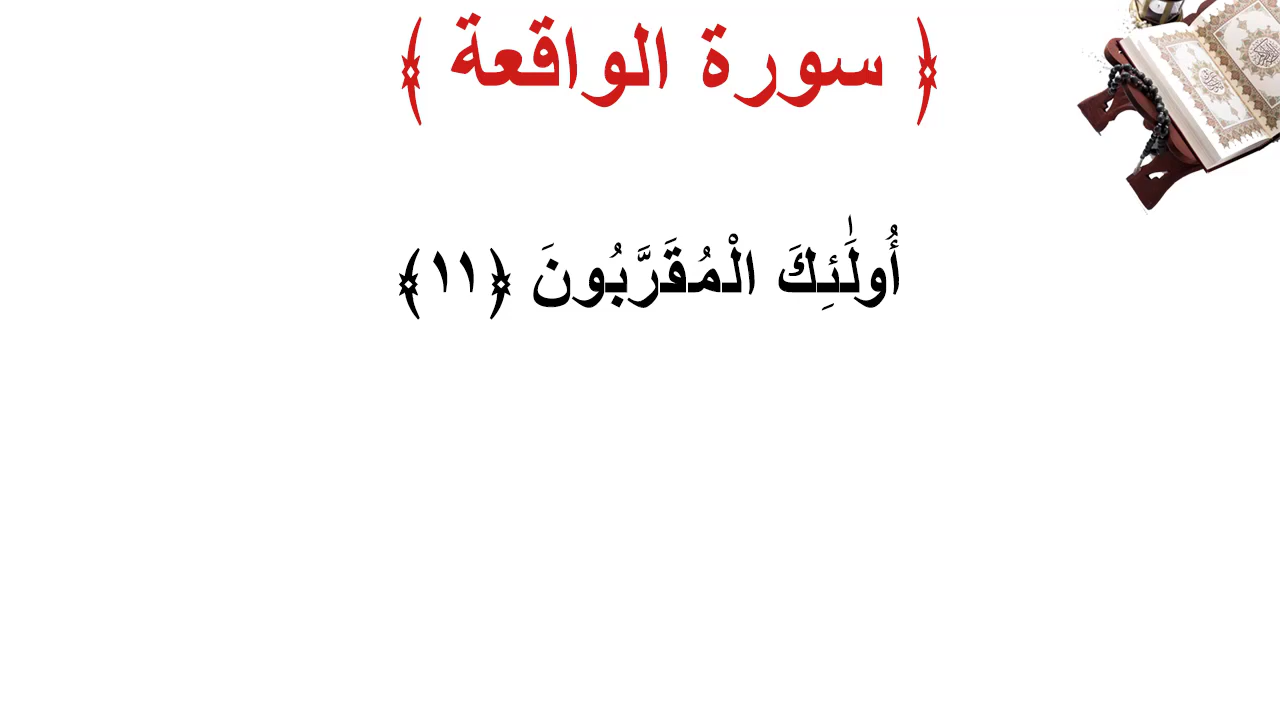 ﴿ سورة الواقعة ﴾
أُولَٰئِكَ الْمُقَرَّبُونَ ﴿١١﴾